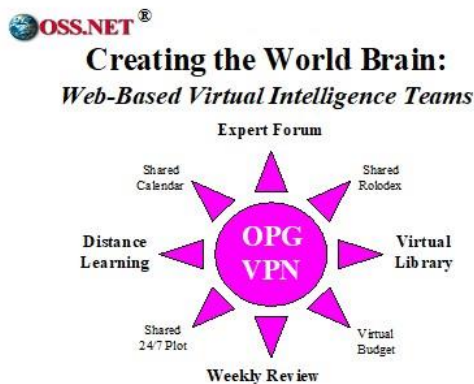 OSS.NET ®
Creating the World Brain:
Web-Based Virtual Intelligence Teams
Expert Forum
Shared
Calendar
Shared
Rolodex
Distance
Learning
OPG
VPN
Virtual
Library
Shared
24/7 Plot
Virtual
Budget
Weekly Review